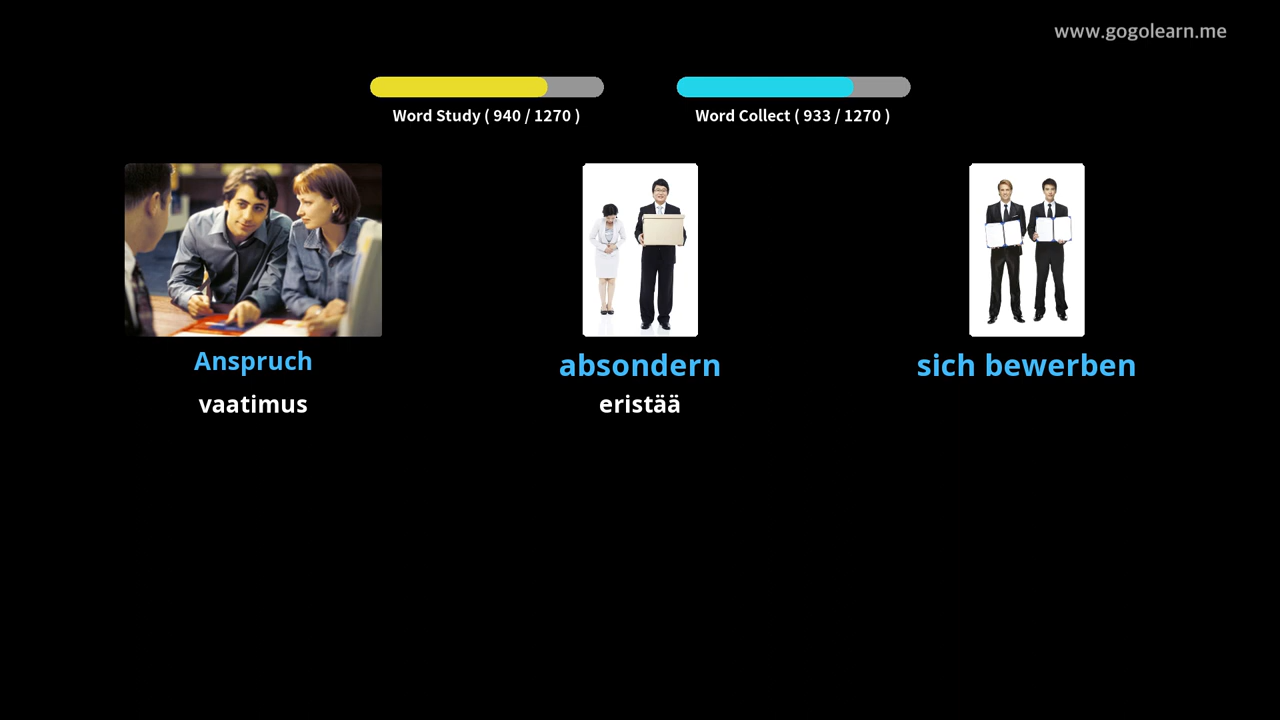 www.gogolearn.me
Word Study ( 940 / 1270 )
Word Collect ( 933 / 1270 )
Anspruch
vaatimus
absondern
eristää
sich bewerben